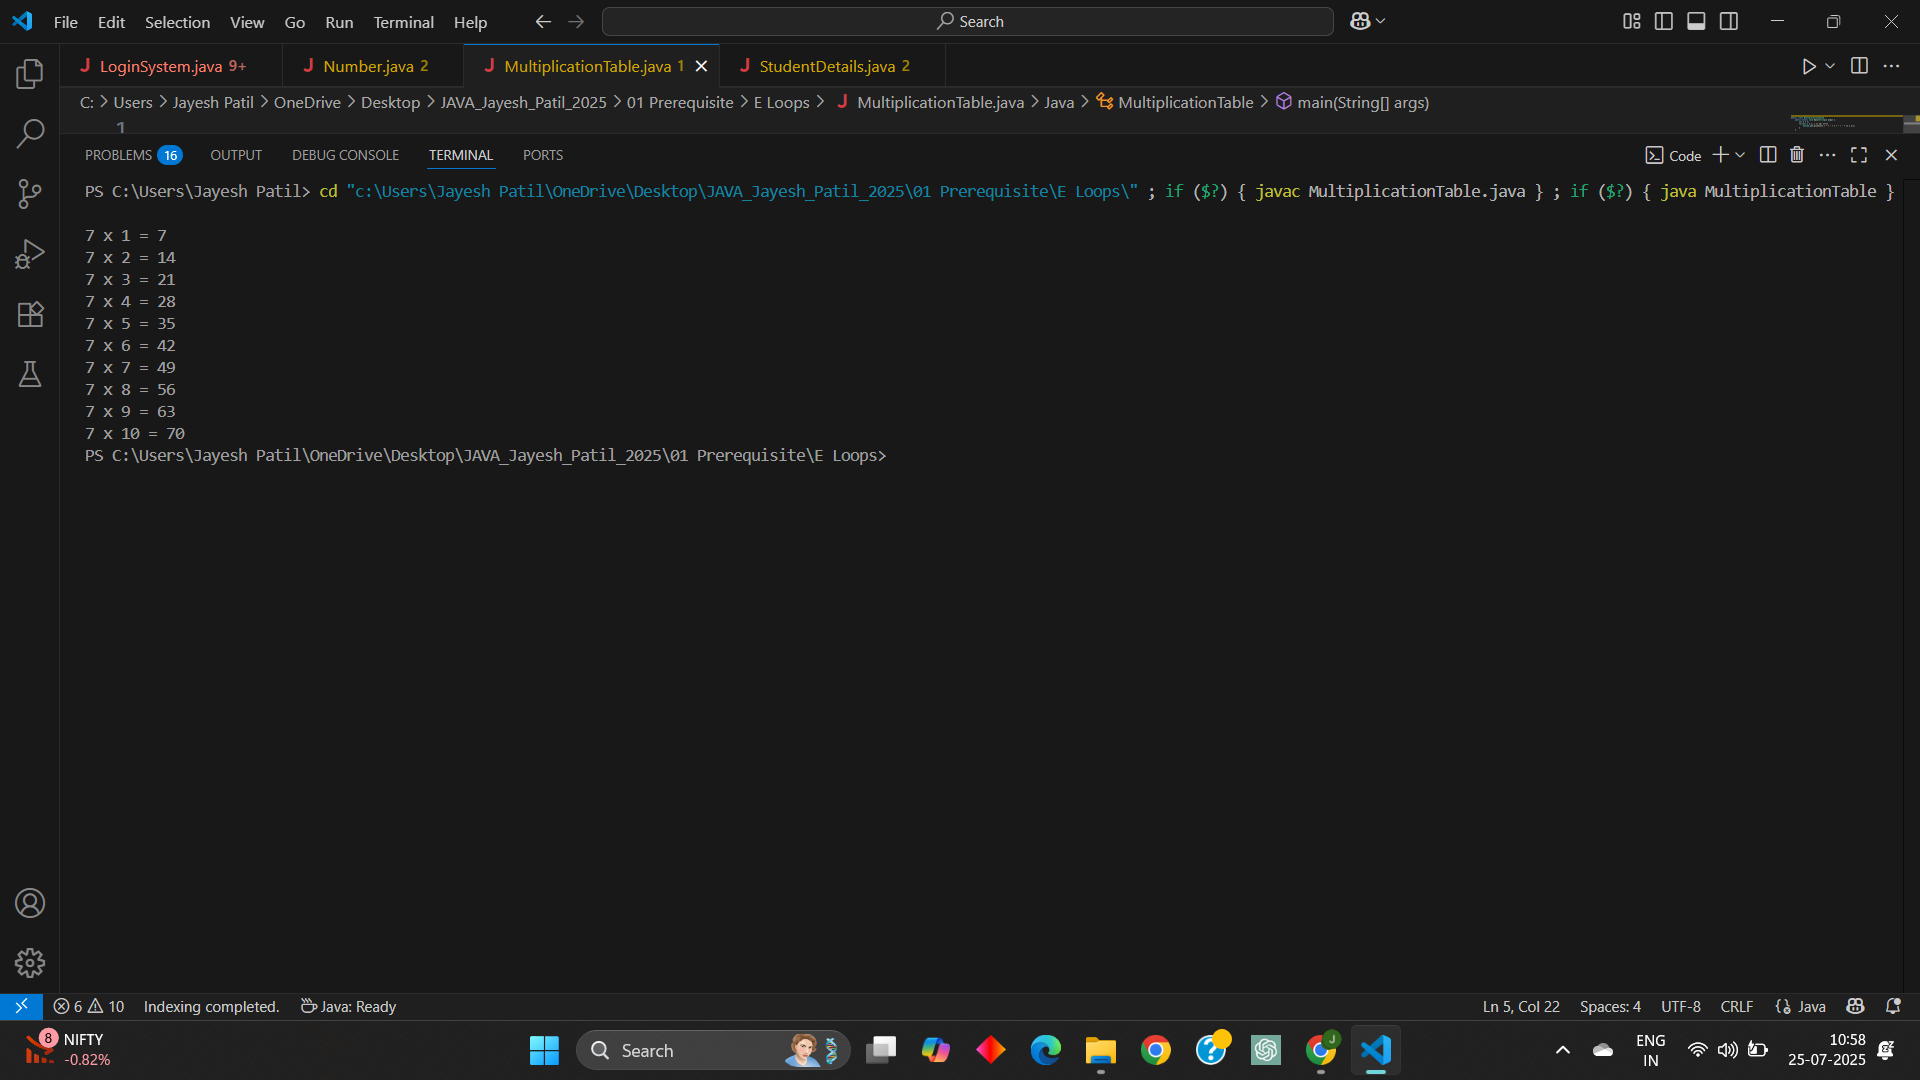 File Edit Selection View Go Run Terminal Help
Search
LoginSystem.java 9+
Number.java 2
MultiplicationTable.java 1
StudentDetails.java 2
C: > Users > Jayesh Patil > OneDrive > Desktop > JAVA_Jayesh_Patil_2025 > 01 Prerequisite > E Loops > J MultiplicationTable.java > Java > MultiplicationTable > main(String[] args)
1
PROBLEMS 16 OUTPUT DEBUG CONSOLE TERMINAL PORTS
Code
PS C:\Users\Jayesh Patil> cd "c:\Users\Jayesh Patil\OneDrive\Desktop\JAVA_Jayesh_Patil_2025\01 Prerequisite\E Loops\" ; if ($?) { javac MultiplicationTable.java } ; if ($?) { java MultiplicationTable }
7 x 1 = 7
7 x 2 = 14
7 x 3 = 21
7 x 4 = 28
7 x 5 = 35
7 x 6 = 42
7 x 7 = 49
7 x 8 = 56
7 x 9 = 63
7 x 10 = 70
PS C:\Users\Jayesh Patil\OneDrive\Desktop\JAVA_Jayesh_Patil_2025\01 Prerequisite\E Loops>
6 10 Indexing completed. Java: Ready
Ln 5, Col 22 Spaces: 4 UTF-8 CRLF Java
8
NIFTY
-0.82%
Search
J
ENG
IN
10:58
25-07-2025